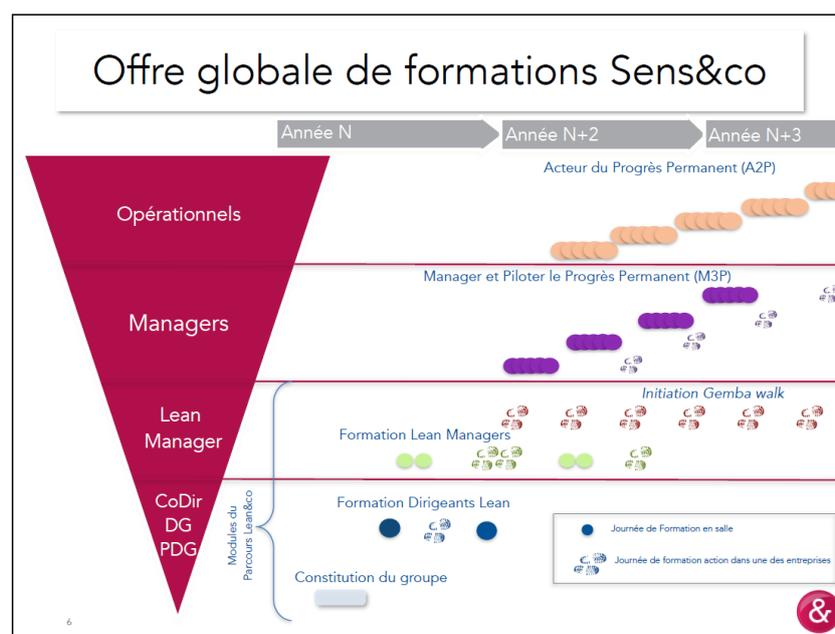 Offre globale de formations Sens&co
Année N
Année N+2
Année N+3
Acteur du Progrès Permanent (A2P)
Opérationnels
Manager et Piloter le Progrès Permanent (M3P)
Managers
Initiation Gemba walk
Lean
Manager
Formation Lean Managers
CoDir
DG
PDG
Modules du
Parcours Lean&co
Formation Dirigeants Lean
Journée de Formation en salle
Journée de formation action dans une des entreprises
Constitution du groupe
6
&